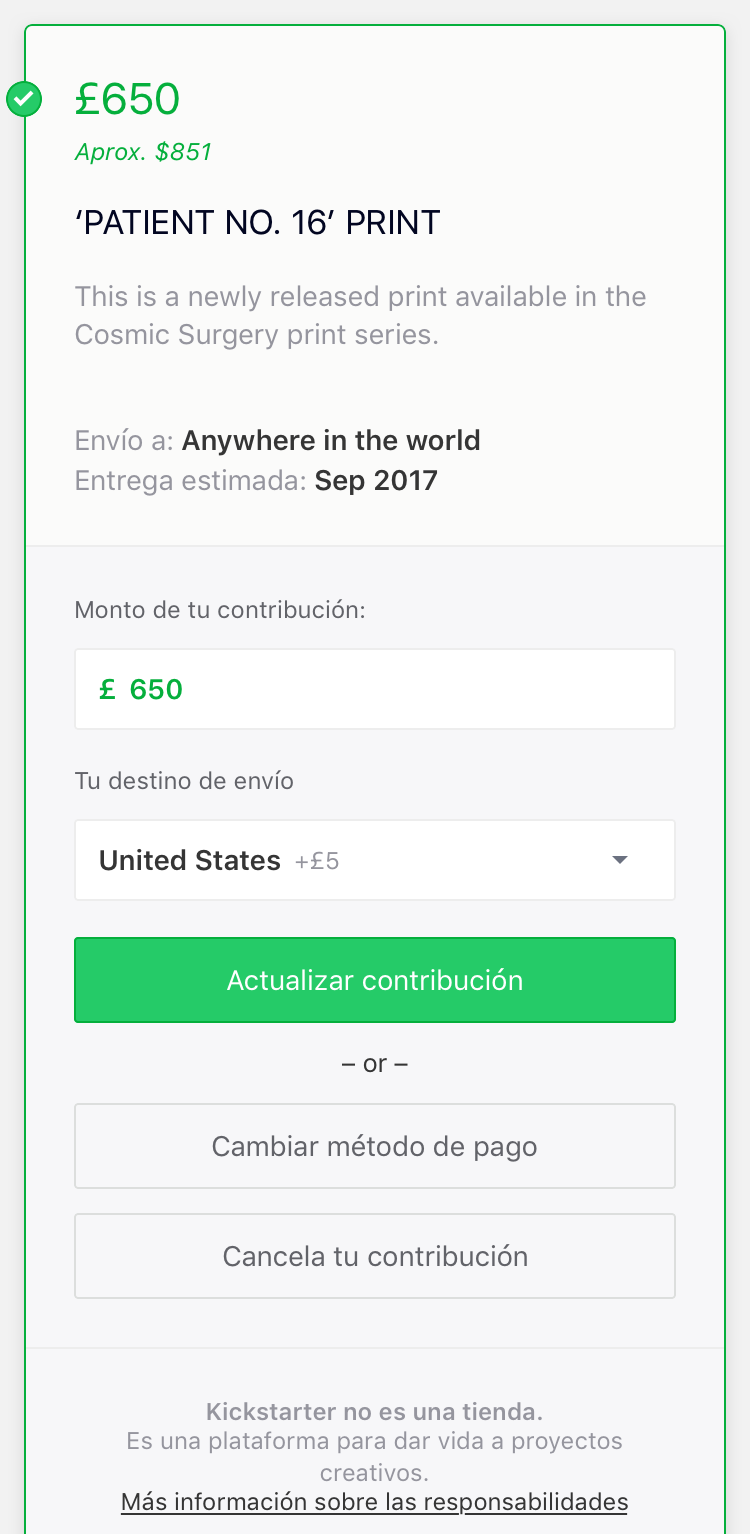 £650
Aprox. $851
‘PATIENT NO. 16’ PRINT
This is a newly released print available in the
Cosmic Surgery print series.
Envío a: Anywhere in the world
Entrega estimada: Sep 2017
Monto de tu contribución:
£ 650
Tu destino de envío
United States +£5
Actualizar contribución
– or –
Cambiar método de pago
Cancela tu contribución
Kickstarter no es una tienda.
Es una plataforma para dar vida a proyectos
creativos.
Más información sobre las responsabilidades